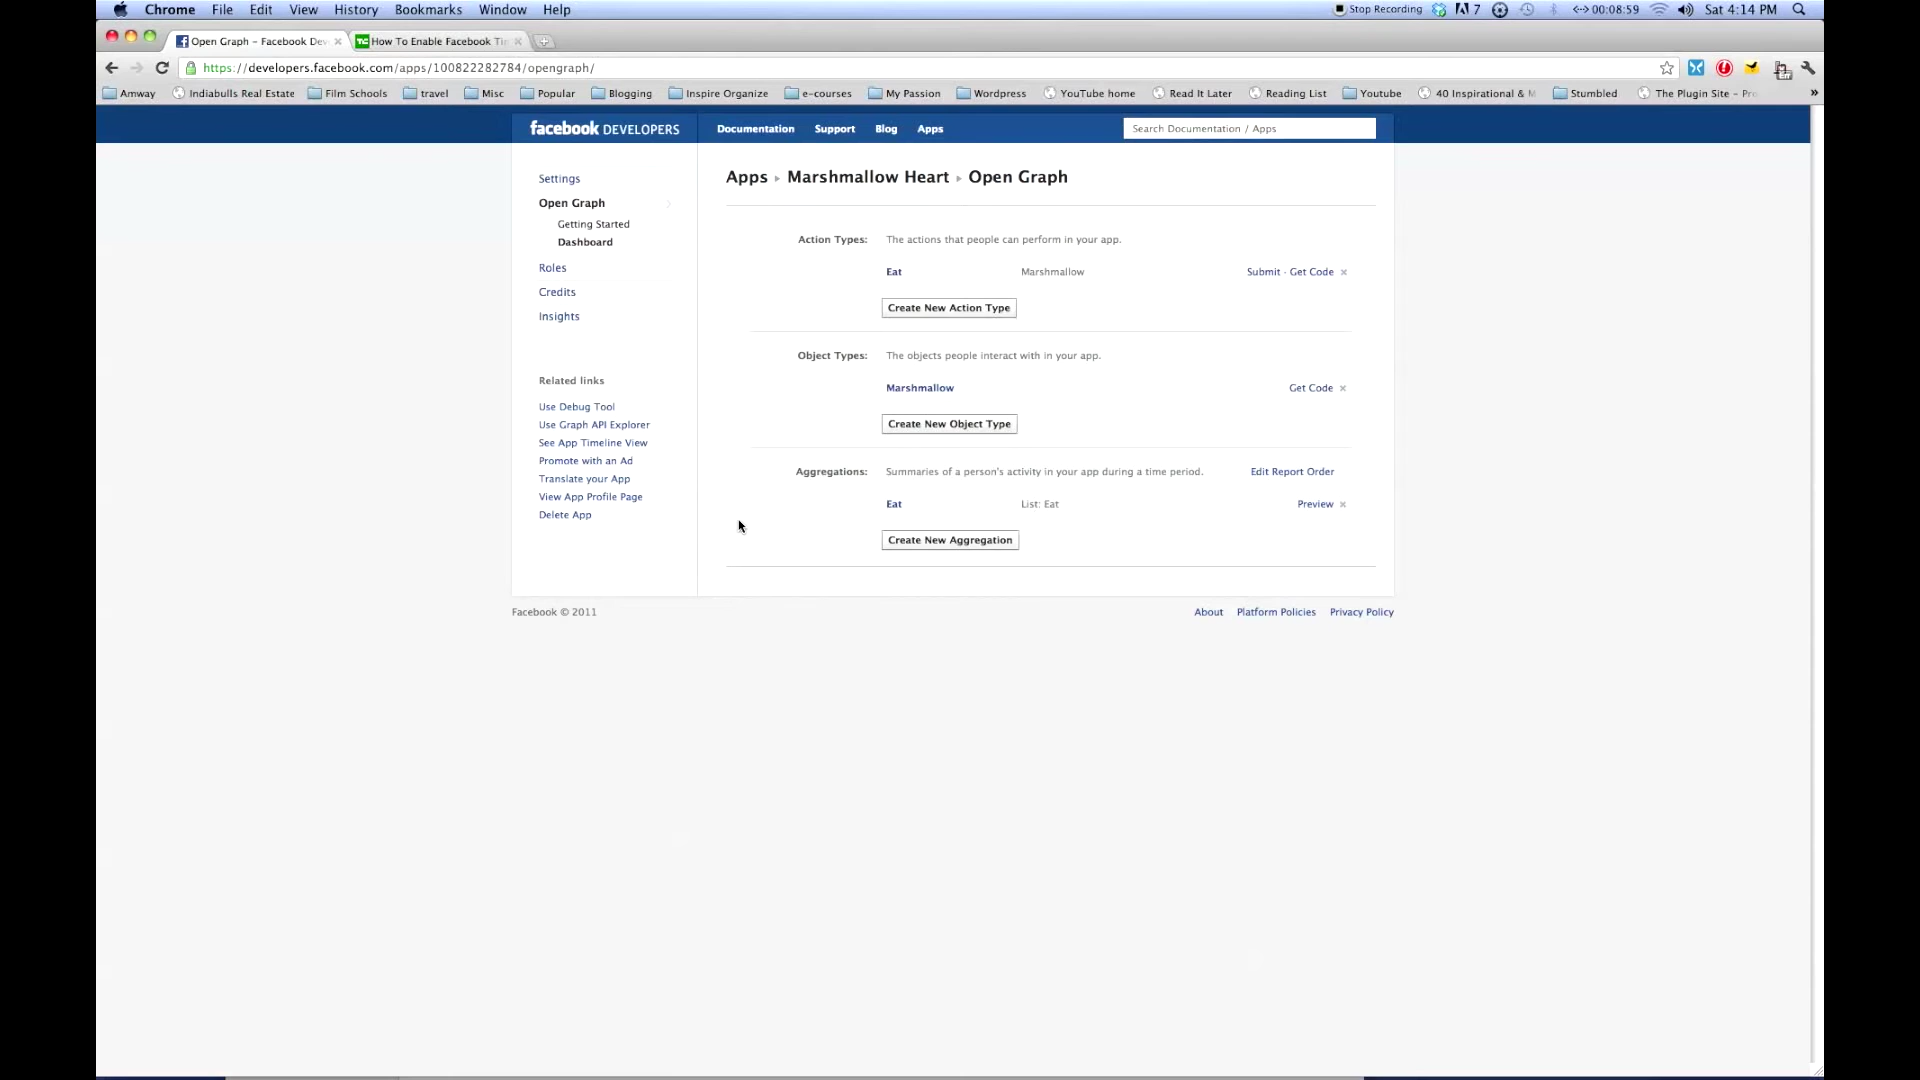 Chrome File Edit View History Bookmarks Window Help Stop Recording 7 00:08:59 Sat 4:14 PM
Open Graph – Facebook Dev How To Enable Facebook Ti
https://developers.facebook.com/apps/100822282784/opengraph/
Amway Indiabulls Real Estate Film Schools travel Misc Popular Blogging Inspire Organize e-courses My Passion Wordpress YouTube home Read It Later Reading List Youtube 40 Inspirational & M Stumbled The Plugin Site – Pro »
facebook DEVELOPERS Documentation Support Blog Apps Search Documentation / Apps
Apps ▸ Marshmallow Heart ▸ Open Graph
Settings
Open Graph
Getting Started
Dashboard
Roles
Credits
Insights
Related links
Use Debug Tool
Use Graph API Explorer
See App Timeline View
Promote with an Ad
Translate your App
View App Profile Page
Delete App
Action Types: The actions that people can perform in your app.
Eat Marshmallow Submit · Get Code ×
Create New Action Type
Object Types: The objects people interact with in your app.
Marshmallow Get Code ×
Create New Object Type
Aggregations: Summaries of a person's activity in your app during a time period. Edit Report Order
Eat List: Eat Preview ×
Create New Aggregation
Facebook © 2011 About Platform Policies Privacy Policy